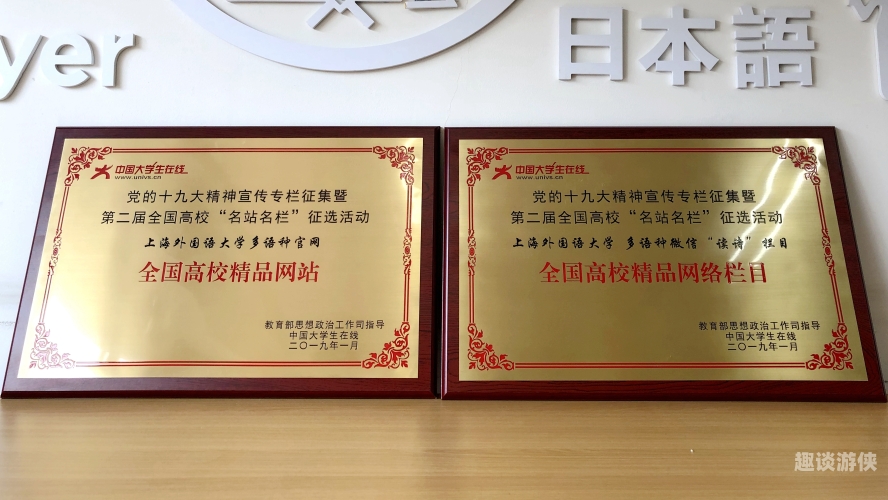 yer
日本語
中国大学生在线
www.univs.cn
党的十九大精神宣传专栏征集暨
第二届全国高校“名站名栏”征选活动
上海外国语大学多语种官网
全国高校精品网站
教育部思想政治工作司指导
中国大学生在线
二〇一九年一月
中国大学生在线
www.univs.cn
党的十九大精神宣传专栏征集暨
第二届全国高校“名站名栏”征选活动
上海外国语大学 多语种微信“读诗”栏目
全国高校精品网络栏目
教育部思想政治工作司指导
中国大学生在线
二〇一九年一月
趣谈游侠